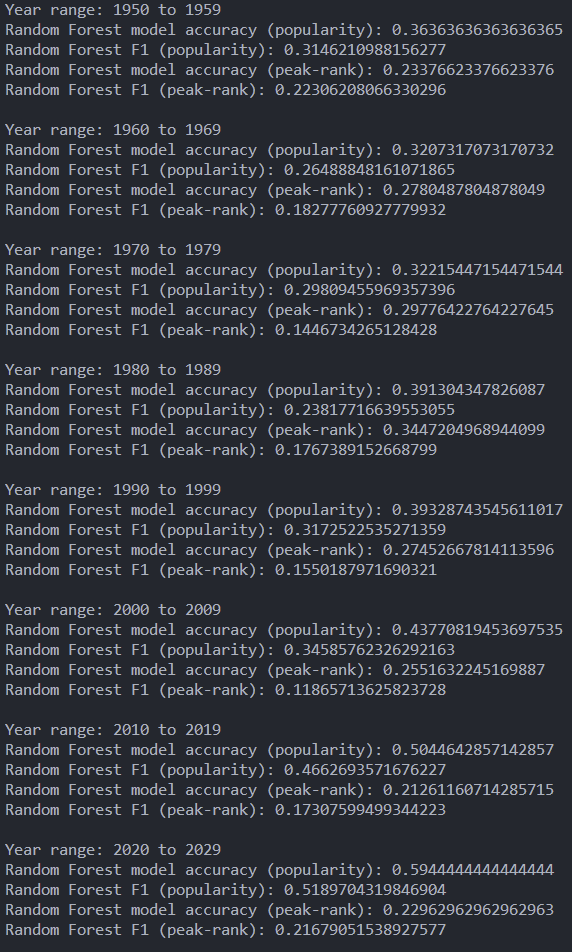 Year range: 1950 to 1959
Random Forest model accuracy (popularity): 0.36363636363636365
Random Forest F1 (popularity): 0.3146210988156277
Random Forest model accuracy (peak-rank): 0.23376623376623376
Random Forest F1 (peak-rank): 0.22306208066330296
Year range: 1960 to 1969
Random Forest model accuracy (popularity): 0.3207317073170732
Random Forest F1 (popularity): 0.26488848161071865
Random Forest model accuracy (peak-rank): 0.2780487804878049
Random Forest F1 (peak-rank): 0.18277760927779932
Year range: 1970 to 1979
Random Forest model accuracy (popularity): 0.32215447154471544
Random Forest F1 (popularity): 0.29809455969357396
Random Forest model accuracy (peak-rank): 0.29776422764227645
Random Forest F1 (peak-rank): 0.1446734265128428
Year range: 1980 to 1989
Random Forest model accuracy (popularity): 0.391304347826087
Random Forest F1 (popularity): 0.23817716639553055
Random Forest model accuracy (peak-rank): 0.3447204968944099
Random Forest F1 (peak-rank): 0.1767389152668799
Year range: 1990 to 1999
Random Forest model accuracy (popularity): 0.39328743545611017
Random Forest F1 (popularity): 0.3172522535271359
Random Forest model accuracy (peak-rank): 0.27452667814113596
Random Forest F1 (peak-rank): 0.1550187971690321
Year range: 2000 to 2009
Random Forest model accuracy (popularity): 0.43770819453697535
Random Forest F1 (popularity): 0.34585762326292163
Random Forest model accuracy (peak-rank): 0.2551632245169887
Random Forest F1 (peak-rank): 0.11865713625823728
Year range: 2010 to 2019
Random Forest model accuracy (popularity): 0.5044642857142857
Random Forest F1 (popularity): 0.4662693571676227
Random Forest model accuracy (peak-rank): 0.21261160714285715
Random Forest F1 (peak-rank): 0.17307599499344223
Year range: 2020 to 2029
Random Forest model accuracy (popularity): 0.5944444444444444
Random Forest F1 (popularity): 0.5189704319846904
Random Forest model accuracy (peak-rank): 0.22962962962962963
Random Forest F1 (peak-rank): 0.21679051538927577